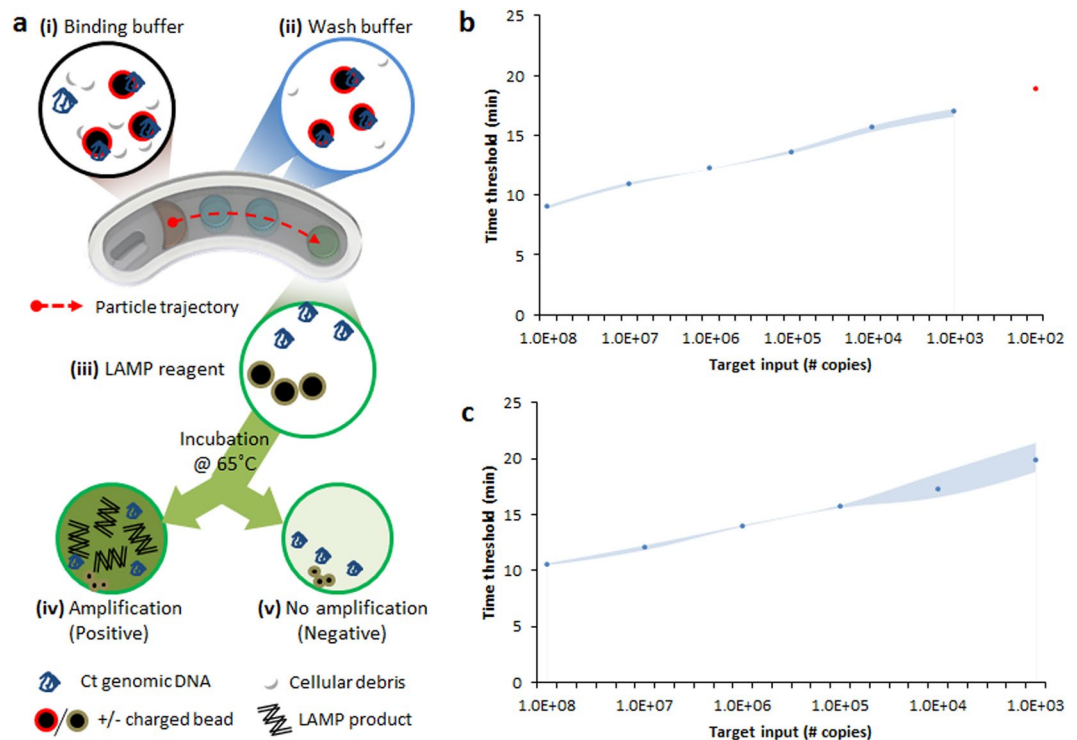 a
(i) Binding buffer
(ii) Wash buffer
Particle trajectory
(iii) LAMP reagent
Incubation
@ 65˚C
(iv) Amplification
(Positive)
(v) No amplification
(Negative)
Ct genomic DNA
Cellular debris
+/- charged bead
LAMP product
b
Time threshold (min)
25
20
15
10
5
0
1.0E+08 1.0E+07 1.0E+06 1.0E+05 1.0E+04 1.0E+03 1.0E+02
Target input (# copies)
c
Time threshold (min)
25
20
15
10
5
0
1.0E+08 1.0E+07 1.0E+06 1.0E+05 1.0E+04 1.0E+03
Target input (# copies)